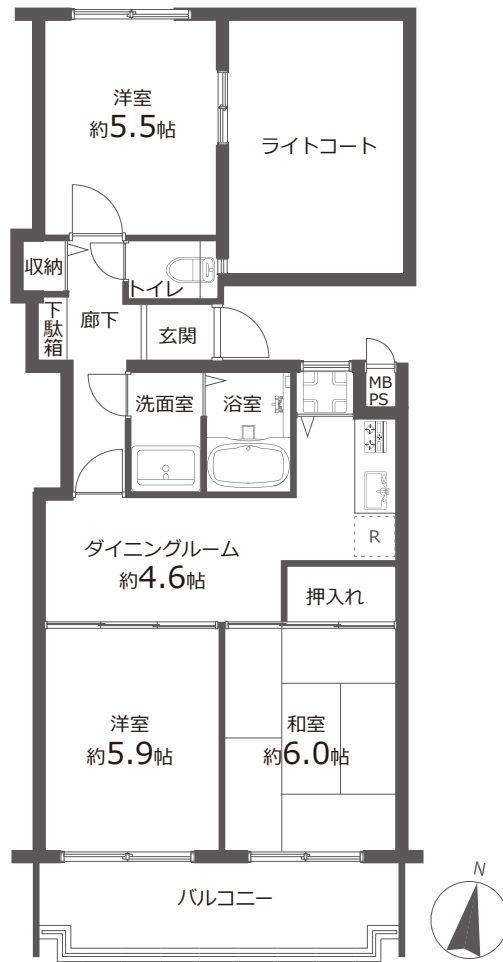 洋室
約5.5帖
ライトコート
収納
トイレ
下駄箱
廊下
玄関
MB
PS
洗面室
浴室
R
ダイニングルーム
約4.6帖
押入れ
洋室
約5.9帖
和室
約6.0帖
バルコニー
N